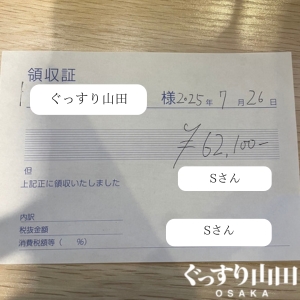 領収証
ぐっすり山田 様 2025年 7月 26日
¥62,100-
但 Sさん
上記正に領収いたしました
内訳
税抜金額 Sさん
消費税額等( %)
ぐっすり山田
OSAKA